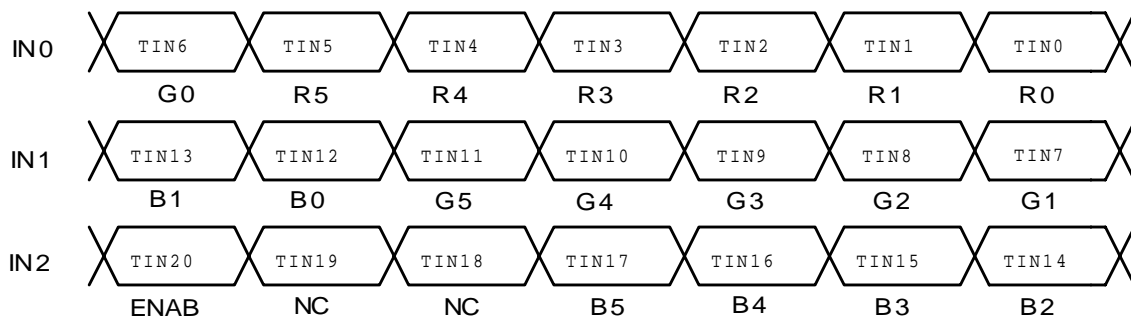 IN0 TIN6 TIN5 TIN4 TIN3 TIN2 TIN1 TIN0
G0 R5 R4 R3 R2 R1 R0
IN1 TIN13 TIN12 TIN11 TIN10 TIN9 TIN8 TIN7
B1 B0 G5 G4 G3 G2 G1
IN2 TIN20 TIN19 TIN18 TIN17 TIN16 TIN15 TIN14
ENAB NC NC B5 B4 B3 B2